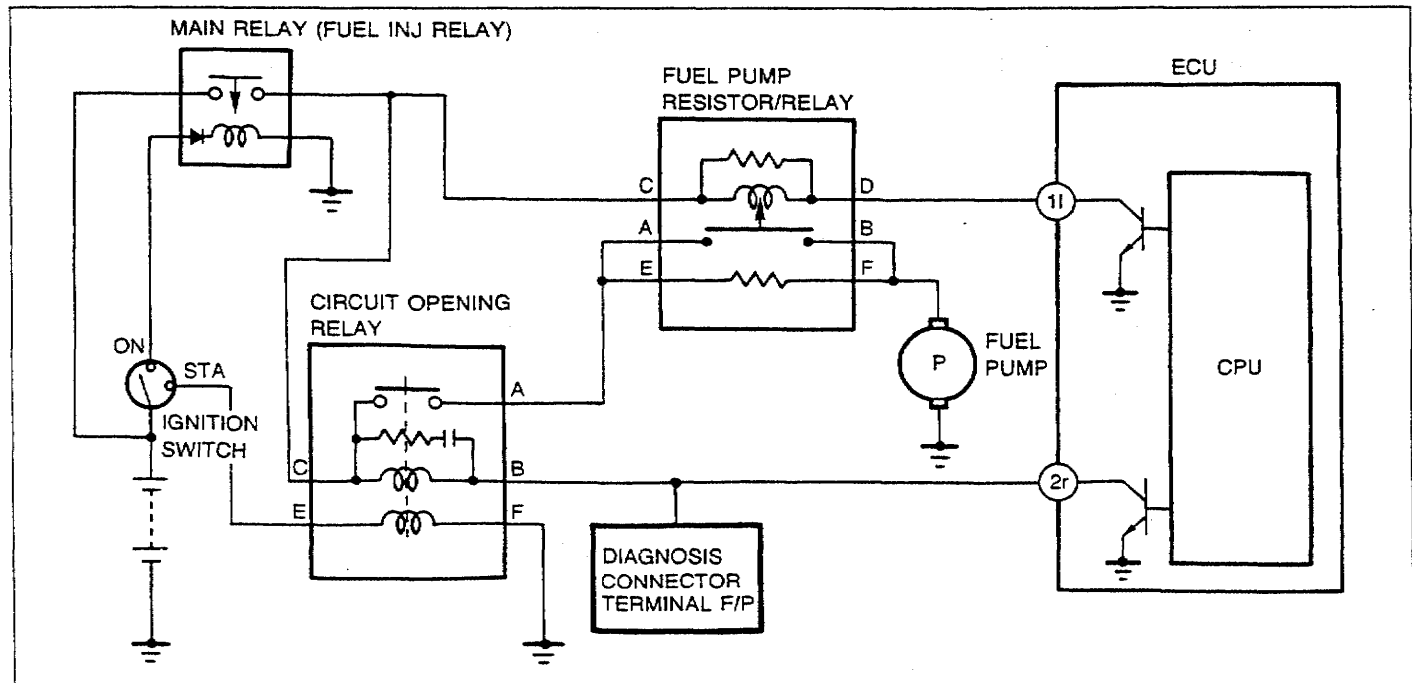 MAIN RELAY (FUEL INJ RELAY)
FUEL PUMP
RESISTOR/RELAY
ECU
C
D
A
B
E
F
1I
CIRCUIT OPENING
RELAY
ON
STA
IGNITION
SWITCH
A
C
B
E
F
P
FUEL
PUMP
CPU
2r
DIAGNOSIS
CONNECTOR
TERMINAL F/P